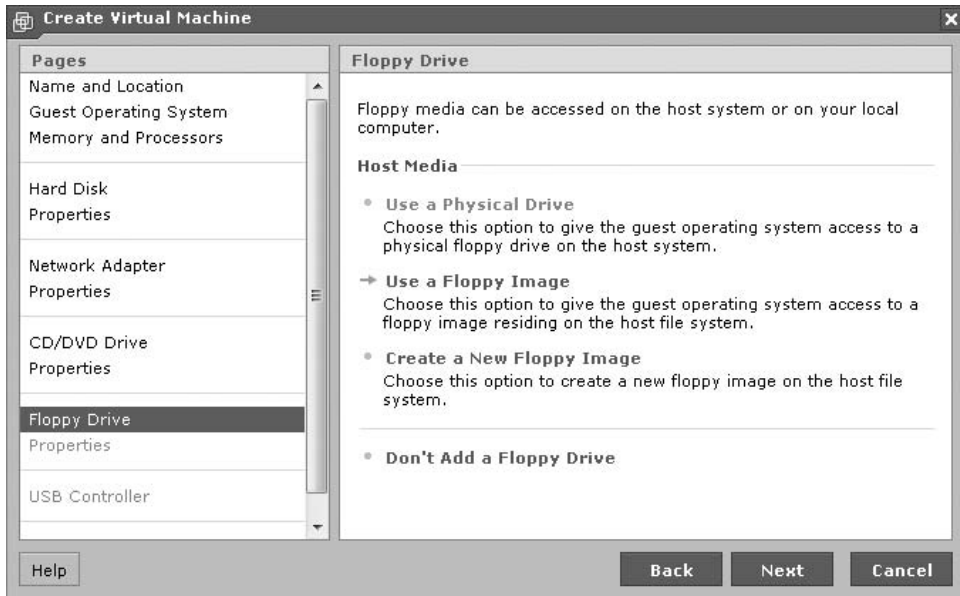 Create Virtual Machine
Pages
Name and Location
Guest Operating System
Memory and Processors
Hard Disk
Properties
Network Adapter
Properties
CD/DVD Drive
Properties
Floppy Drive
Properties
USB Controller
Floppy Drive
Floppy media can be accessed on the host system or on your local
computer.
Host Media
Use a Physical Drive
Choose this option to give the guest operating system access to a
physical floppy drive on the host system.
Use a Floppy Image
Choose this option to give the guest operating system access to a
floppy image residing on the host file system.
Create a New Floppy Image
Choose this option to create a new floppy image on the host file
system.
Don't Add a Floppy Drive
Help
Back
Next
Cancel